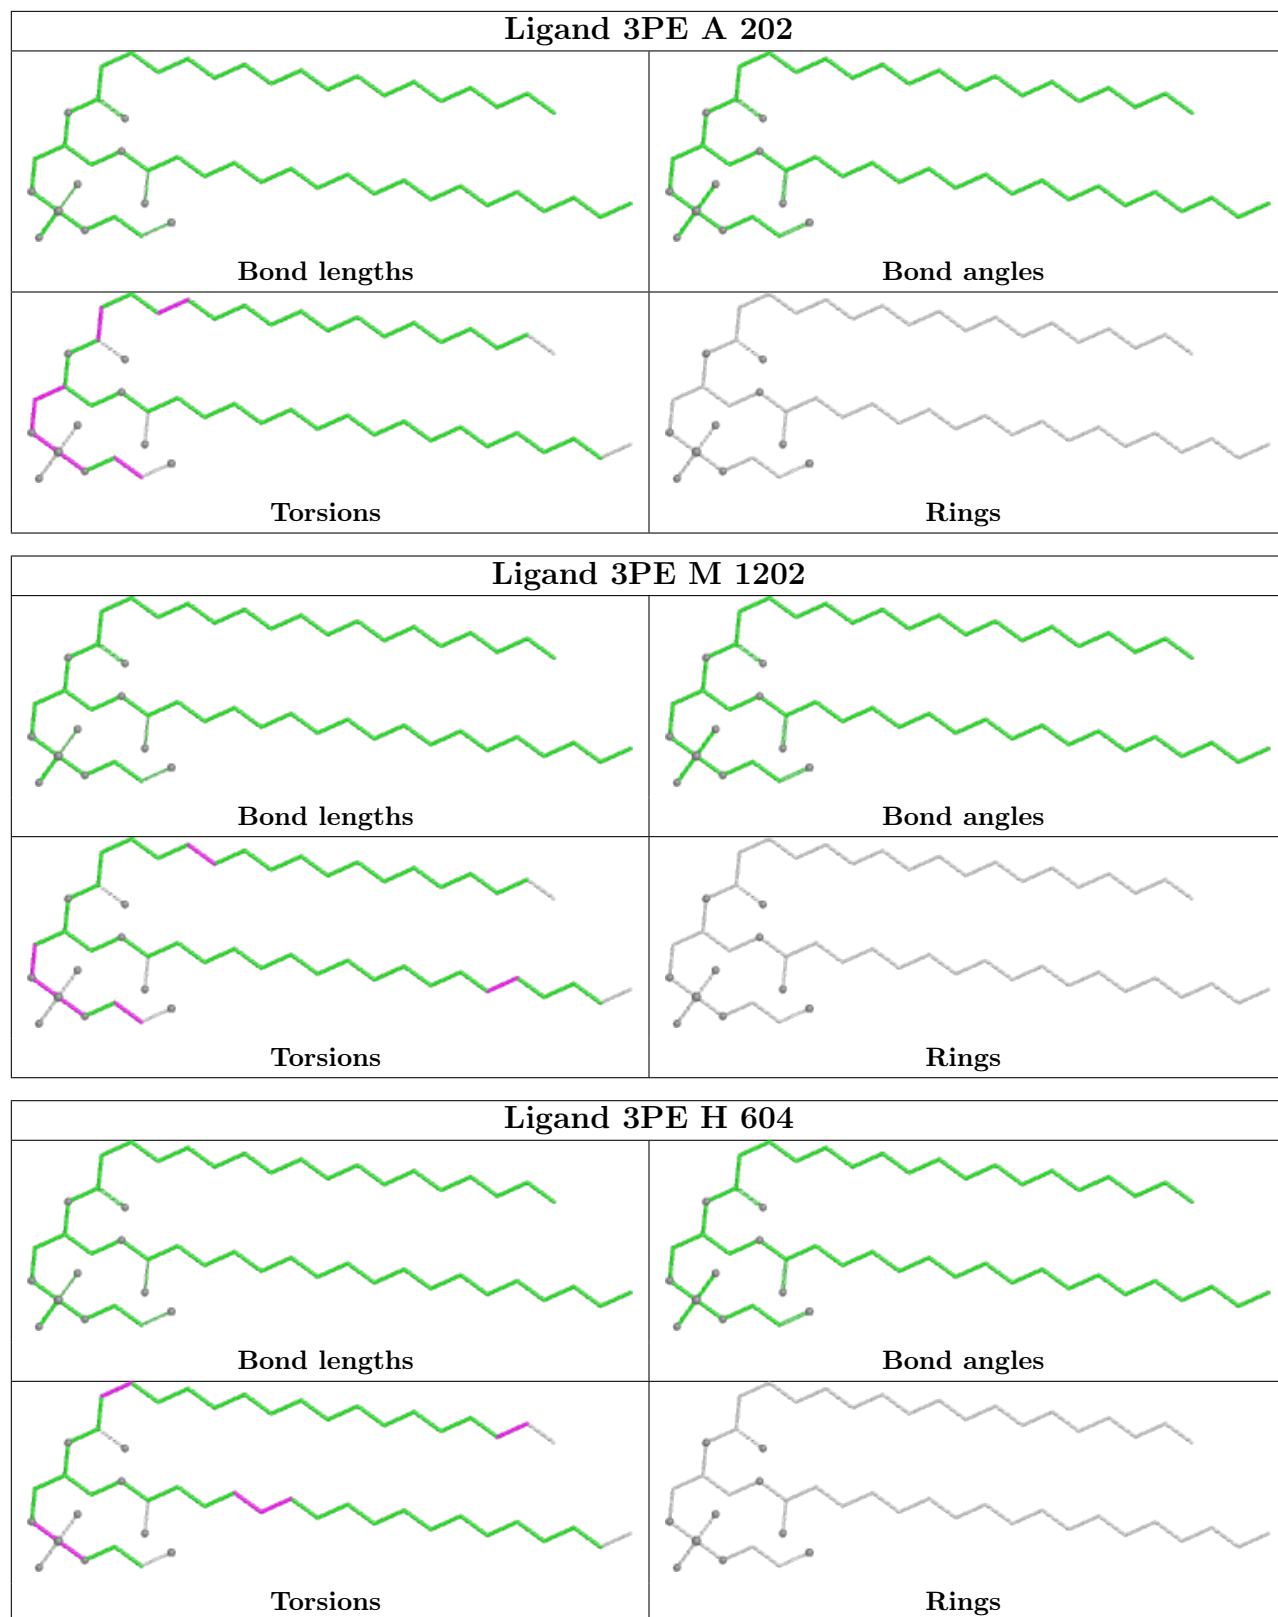 Ligand 3PE A 202
Bond lengths
Bond angles
Torsions
Rings
Ligand 3PE M 1202
Bond lengths
Bond angles
Torsions
Rings
Ligand 3PE H 604
Bond lengths
Bond angles
Torsions
Rings